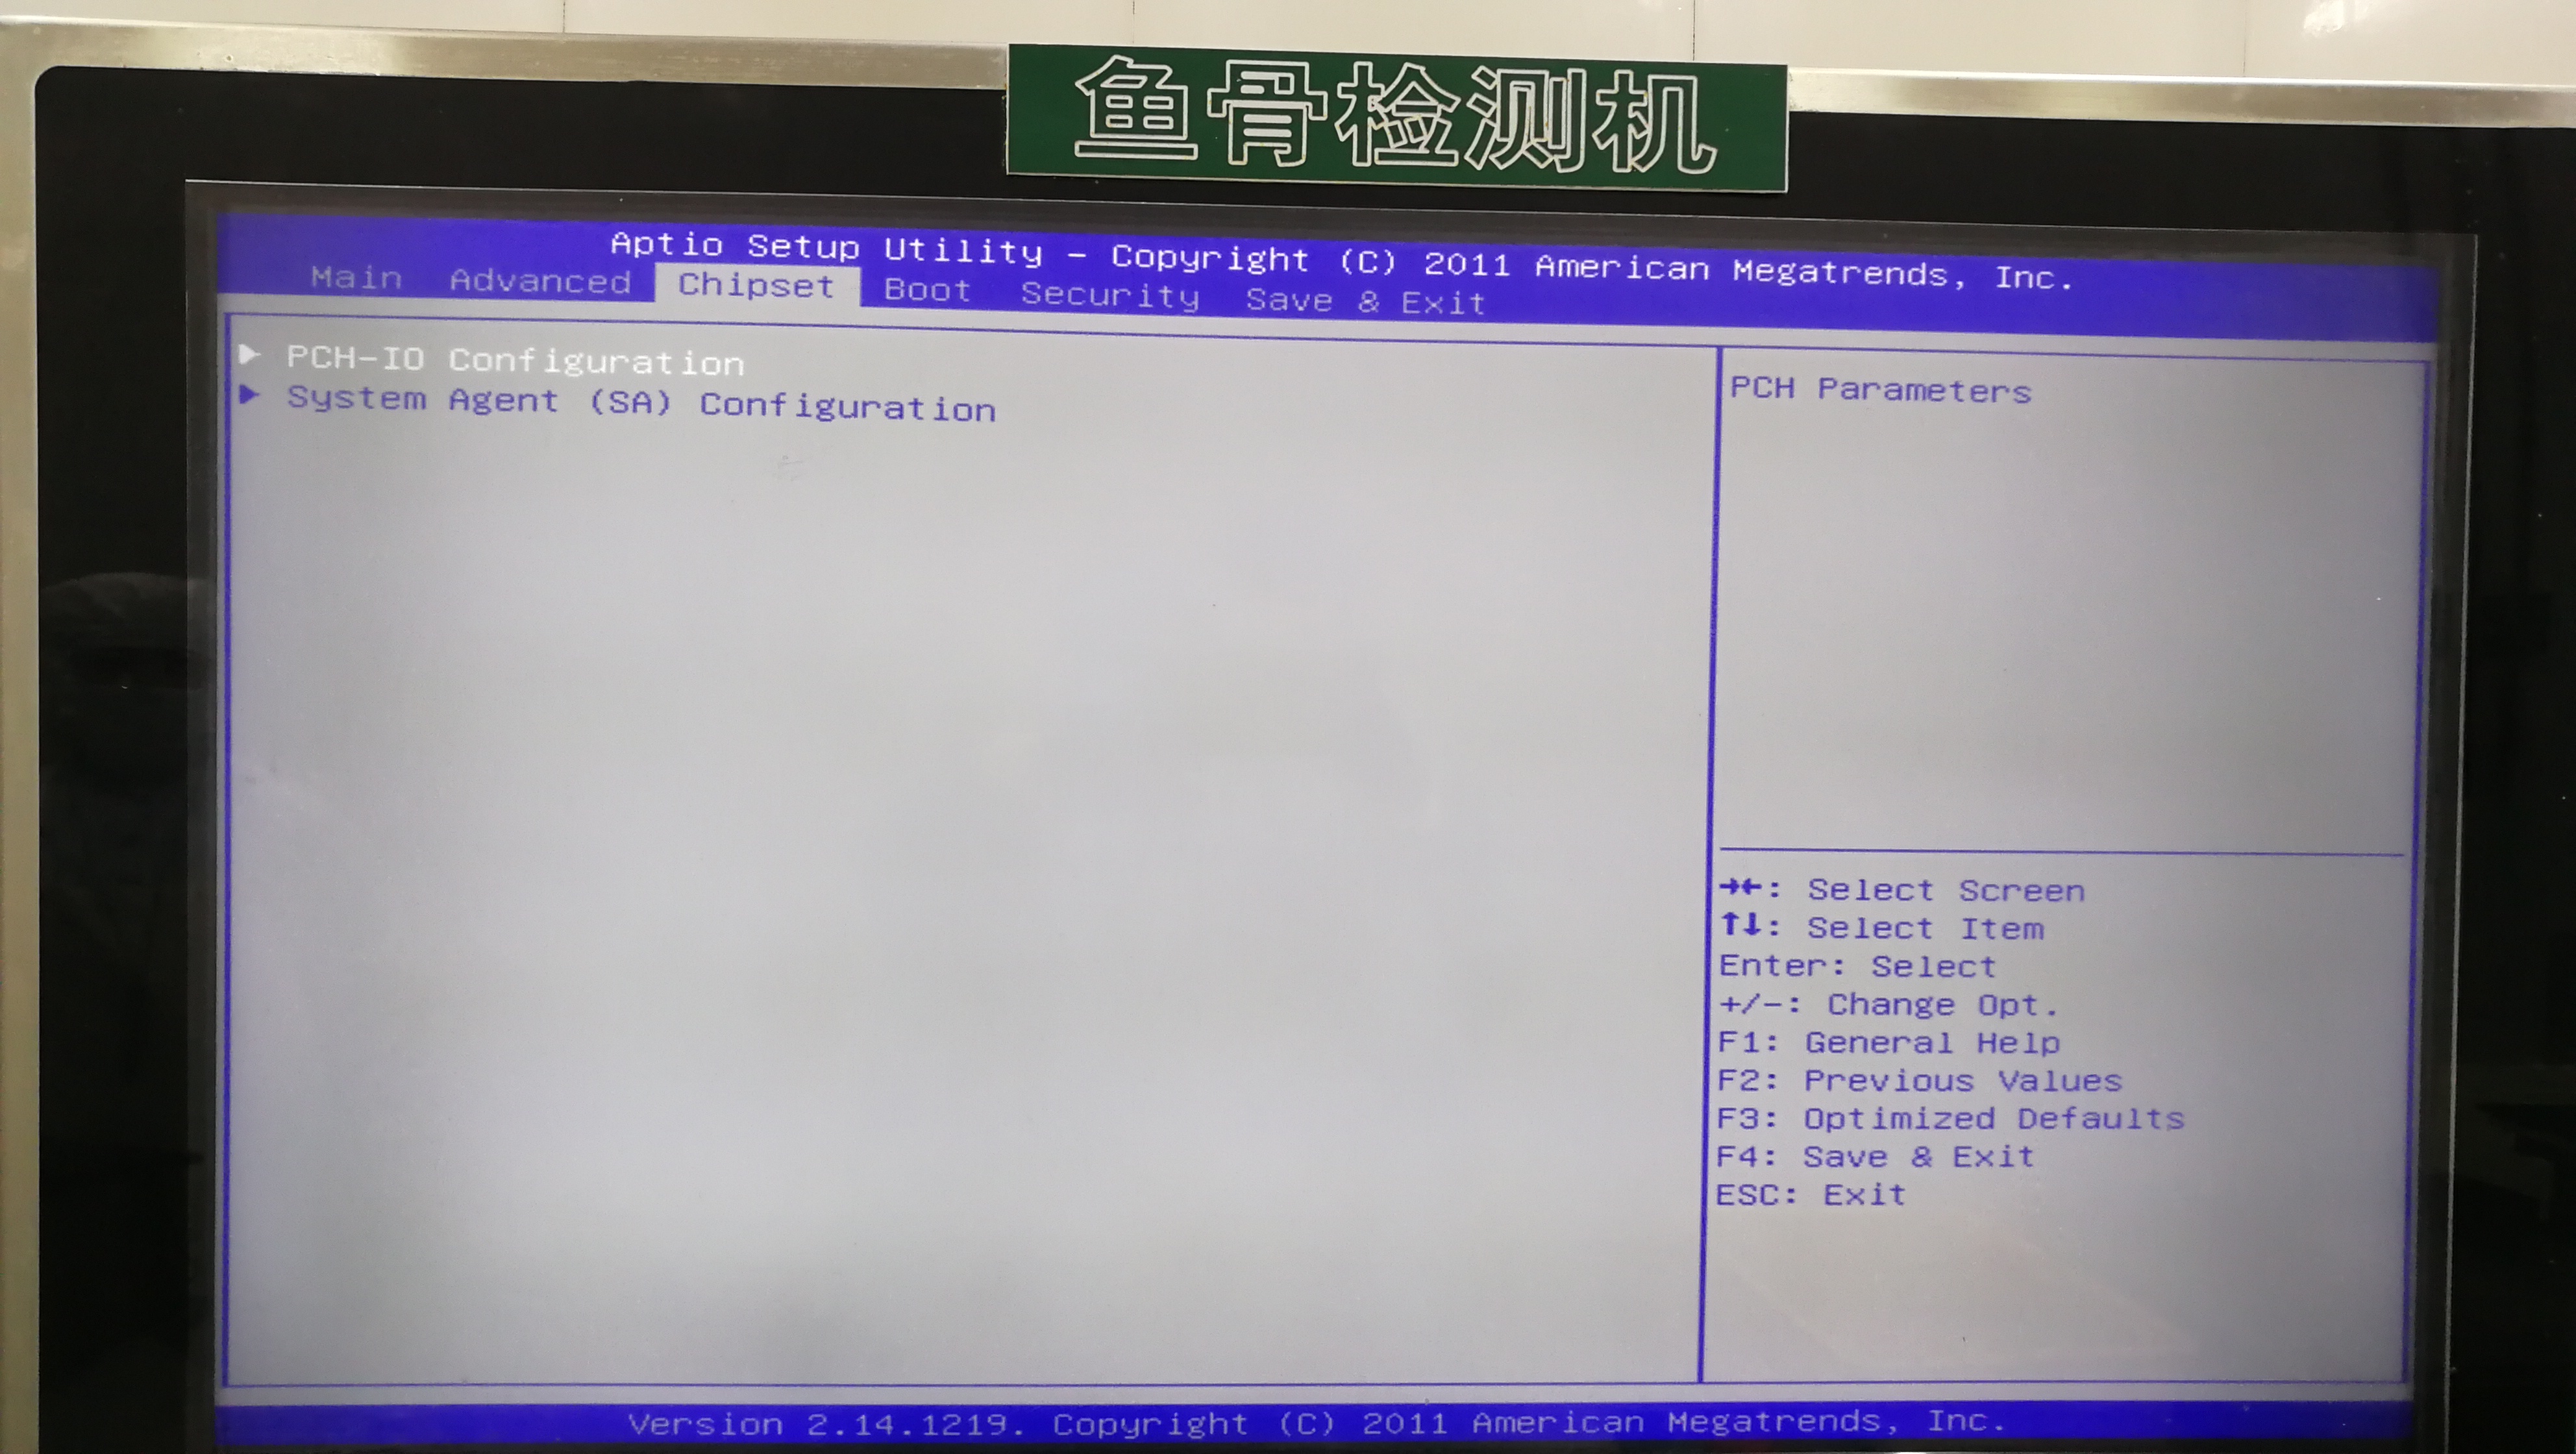 鱼骨检测机
Aptio Setup Utility - Copyright (C) 2011 American Megatrends, Inc.
Main Advanced Chipset Boot Security Save & Exit
► PCH-IO Configuration
► System Agent (SA) Configuration
PCH Parameters
→←: Select Screen
↑↓: Select Item
Enter: Select
+/-: Change Opt.
F1: General Help
F2: Previous Values
F3: Optimized Defaults
F4: Save & Exit
ESC: Exit
Version 2.14.1219. Copyright (C) 2011 American Megatrends, Inc.